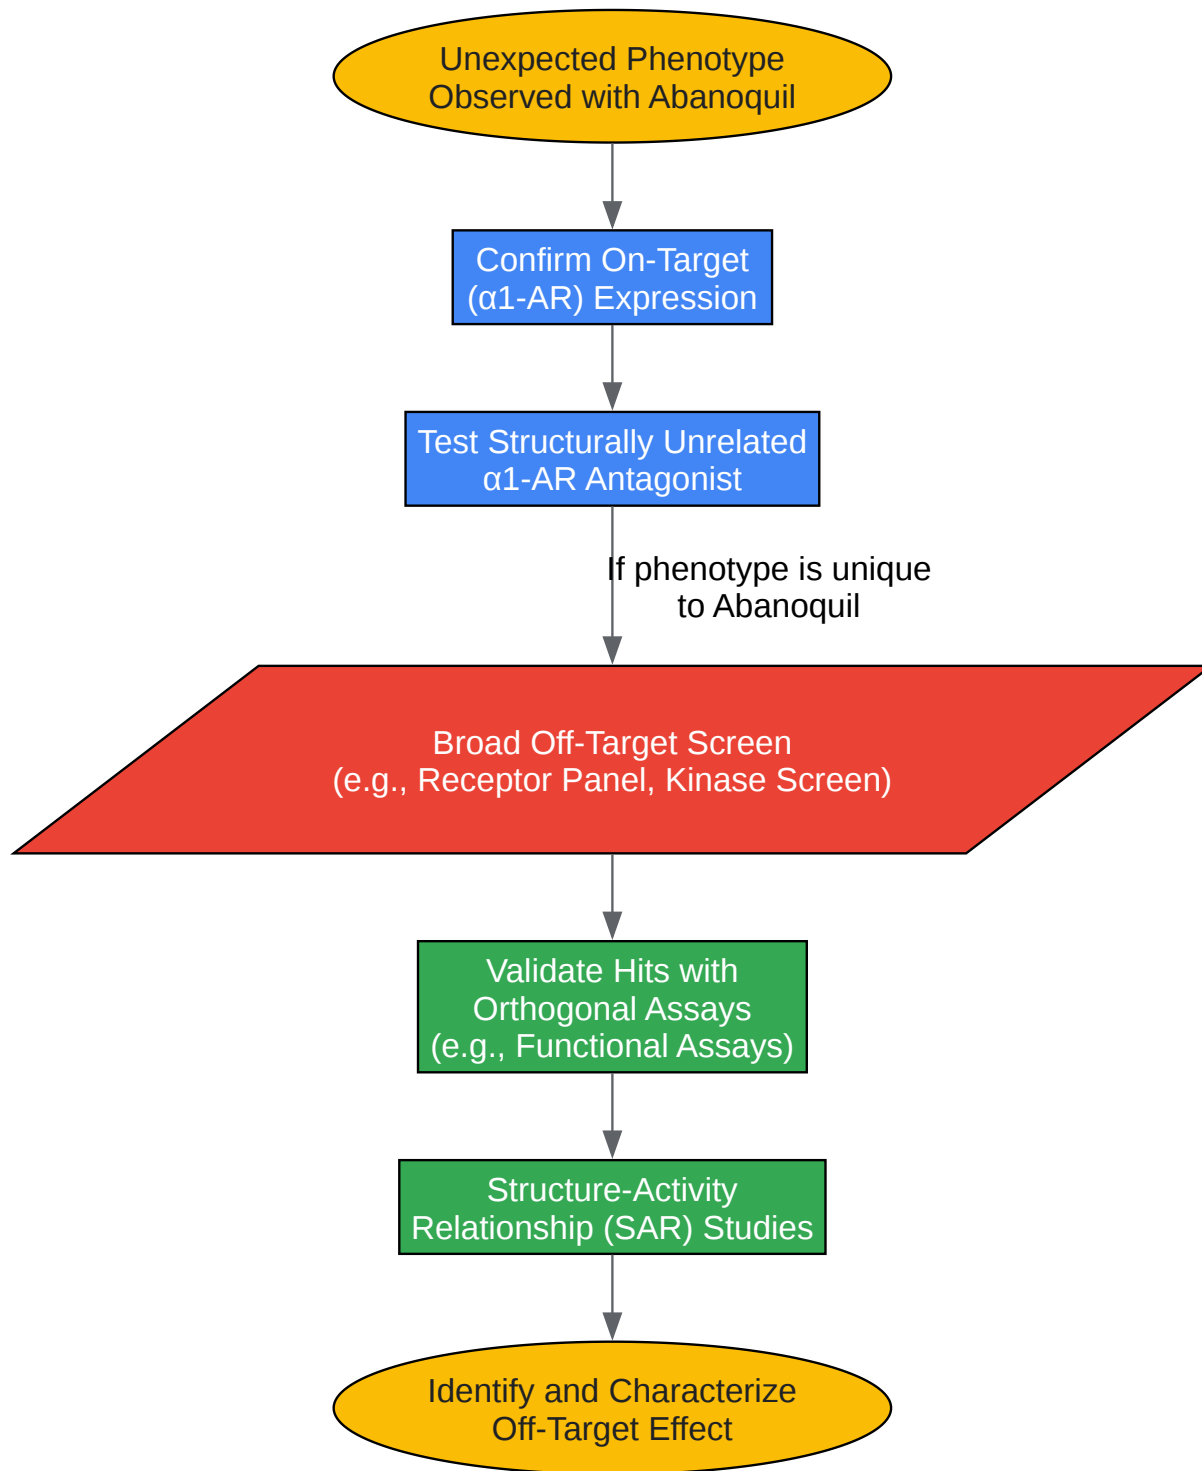 Unexpected Phenotype
Observed with Abanoquil
Confirm On-Target
(α1-AR) Expression
Test Structurally Unrelated
α1-AR Antagonist
If phenotype is unique
to Abanoquil
Broad Off-Target Screen
(e.g., Receptor Panel, Kinase Screen)
Validate Hits with
Orthogonal Assays
(e.g., Functional Assays)
Structure-Activity
Relationship (SAR) Studies
Identify and Characterize
Off-Target Effect